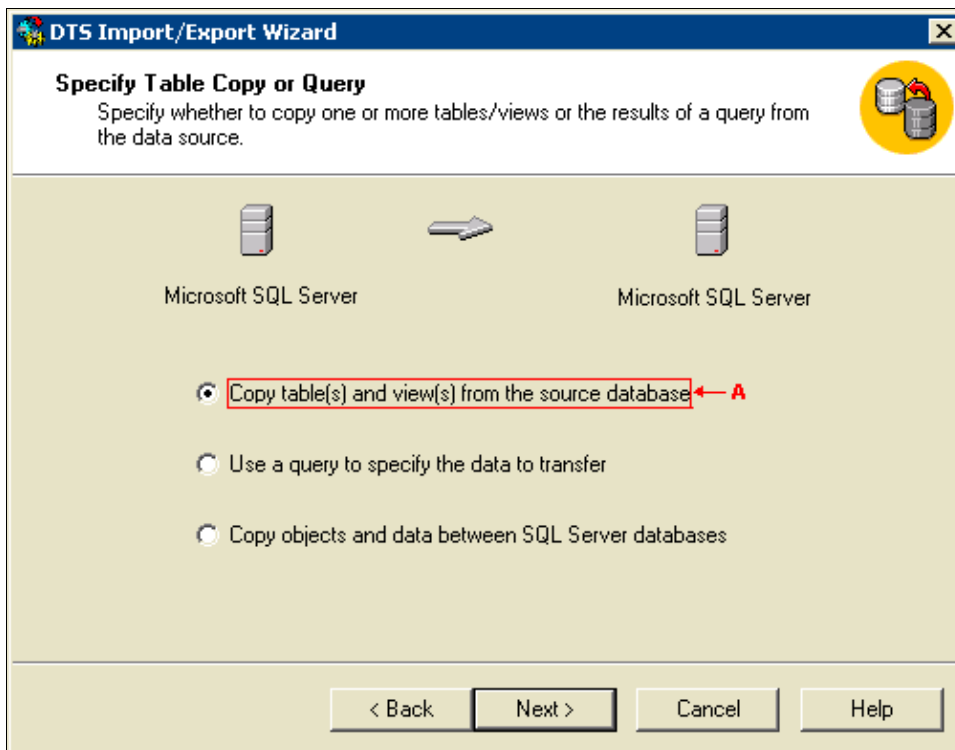 DTS Import/Export Wizard
Specify Table Copy or Query
Specify whether to copy one or more tables/views or the results of a query from
the data source.
Microsoft SQL Server
Microsoft SQL Server
Copy table(s) and view(s) from the source database
A
Use a query to specify the data to transfer
Copy objects and data between SQL Server databases
< Back
Next >
Cancel
Help